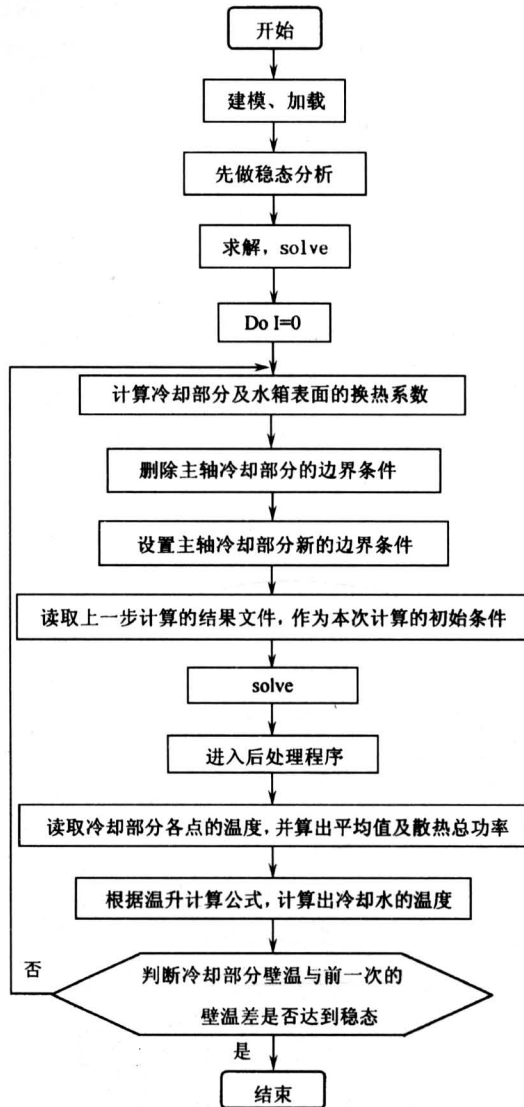 开始
建模、加载
先做稳态分析
求解，solve
Do I=0
计算冷却部分及水箱表面的换热系数
删除主轴冷却部分的边界条件
设置主轴冷却部分新的边界条件
读取上一步计算的结果文件，作为本次计算的初始条件
solve
进入后处理程序
读取冷却部分各点的温度，并算出平均值及散热总功率
根据温升计算公式，计算出冷却水的温度
否
判断冷却部分壁温与前一次的
壁温差是否达到稳态
是
结束